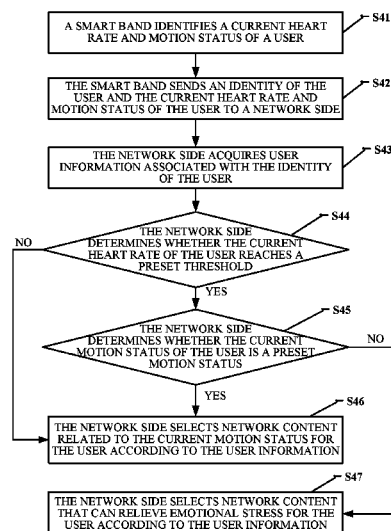 S41
A SMART BAND IDENTIFIES A CURRENT HEART
RATE AND MOTION STATUS OF A USER
S42
THE SMART BAND SENDS AN IDENTITY OF THE
USER AND THE CURRENT HEART RATE AND
MOTION STATUS OF THE USER TO A NETWORK SIDE
S43
THE NETWORK SIDE ACQUIRES USER
INFORMATION ASSOCIATED WITH THE IDENTITY
OF THE USER
S44
THE NETWORK SIDE
DETERMINES WHETHER THE CURRENT
HEART RATE OF THE USER REACHES A
PRESET THRESHOLD
NO
YES
S45
THE NETWORK SIDE
DETERMINES WHETHER THE CURRENT
MOTION STATUS OF THE USER IS A PRESET
MOTION STATUS
NO
YES
S46
THE NETWORK SIDE SELECTS NETWORK CONTENT
RELATED TO THE CURRENT MOTION STATUS FOR
THE USER ACCORDING TO THE USER INFORMATION
S47
THE NETWORK SIDE SELECTS NETWORK CONTENT
THAT CAN RELIEVE EMOTIONAL STRESS FOR THE
USER ACCORDING TO THE USER INFORMATION